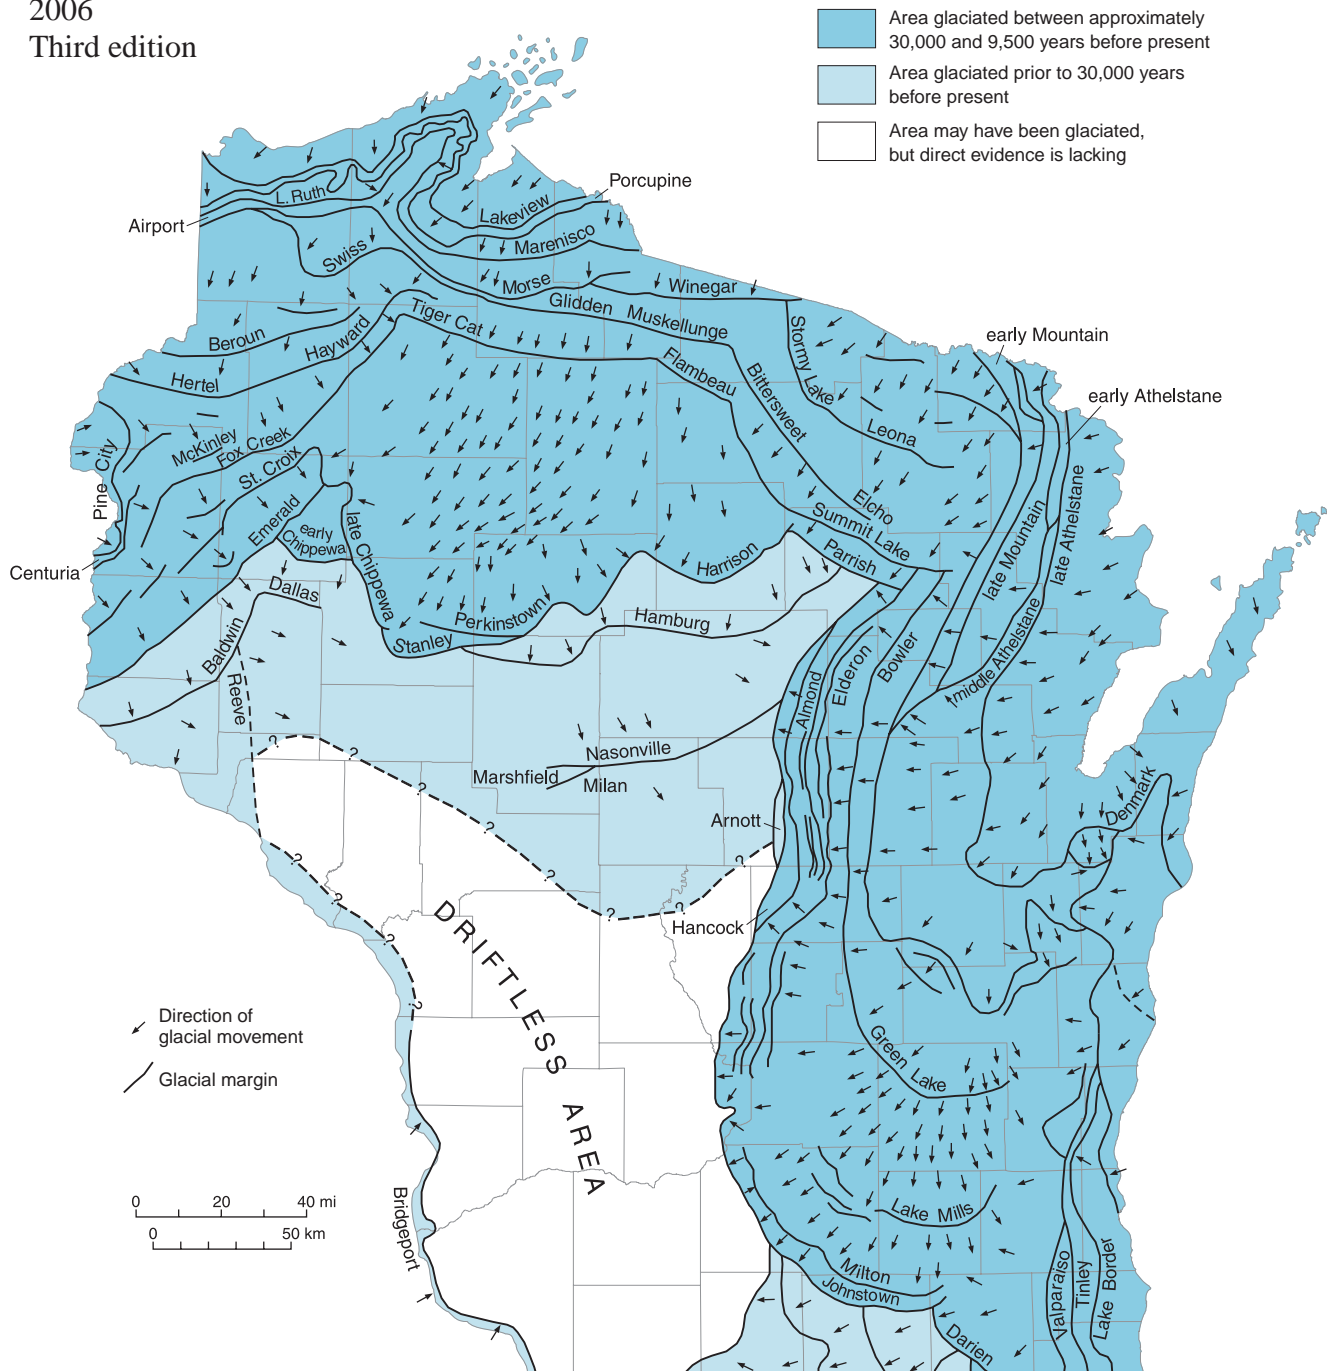 2006
Third edition
Area glaciated between approximately
30,000 and 9,500 years before present
Area glaciated prior to 30,000 years
before present
Area may have been glaciated,
but direct evidence is lacking
Porcupine
L. Ruth
Lakeview
Airport
Marenisco
Swiss
Morse
Winegar
Glidden
Muskellunge
Tiger Cat
Stormy Lake
early Mountain
Beroun
Hayward
Flambeau
Bittersweet
Hertel
early Athelstane
Leona
McKinley
Fox Creek
Pine City
St. Croix
Elcho
Emerald
early
Chippewa
late Chippewa
Summit Lake
late Mountain
late Athelstane
Centuria
Harrison
Parrish
Dallas
Perkinstown
Hamburg
Stanley
Baldwin
Bowler
middle Athelstane
Elderon
Almond
Reeve
?
?
?
?
?
?
?
?
?
?
?
?
Nasonville
Marshfield
Milan
Denmark
Arnott
Hancock
DRIFTLESS AREA
Direction of
glacial movement
Glacial margin
Green Lake
0 20 40 mi
0 50 km
Bridgeport
Lake Mills
Milton
Johnstown
Darien
Valparaiso
Tinley
Lake Border